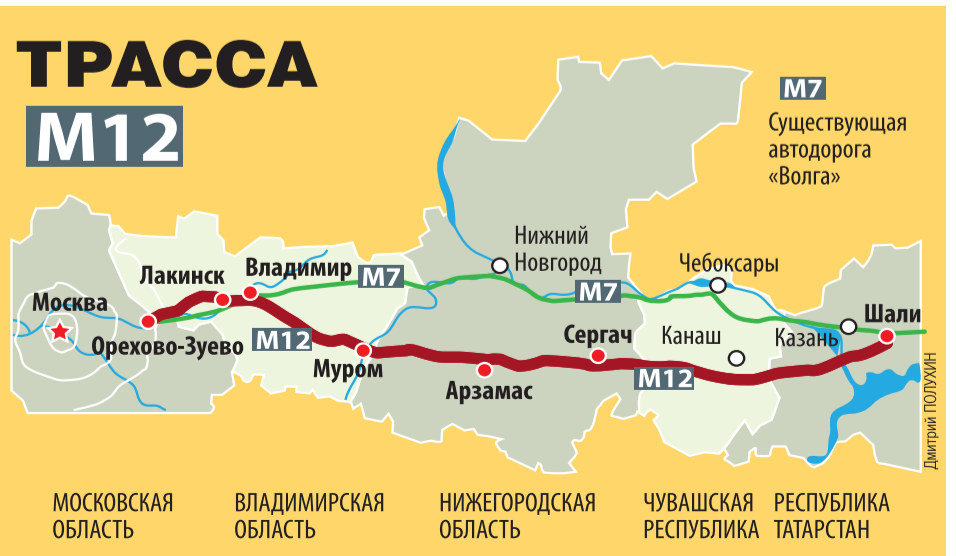 ТРАССА
М12
М7
Существующая
автодорога
«Волга»
Нижний
Новгород
Чебоксары
Лакинск
Владимир
М7
М7
Москва
Шали
Орехово-Зуево
М12
Сергач
Канаш
Казань
Муром
М12
Арзамас
Дмитрий ПОЛУХИН
МОСКОВСКАЯ
ОБЛАСТЬ
ВЛАДИМИРСКАЯ
ОБЛАСТЬ
НИЖЕГОРОДСКАЯ
ОБЛАСТЬ
ЧУВАШСКАЯ
РЕСПУБЛИКА
РЕСПУБЛИКА
ТАТАРСТАН